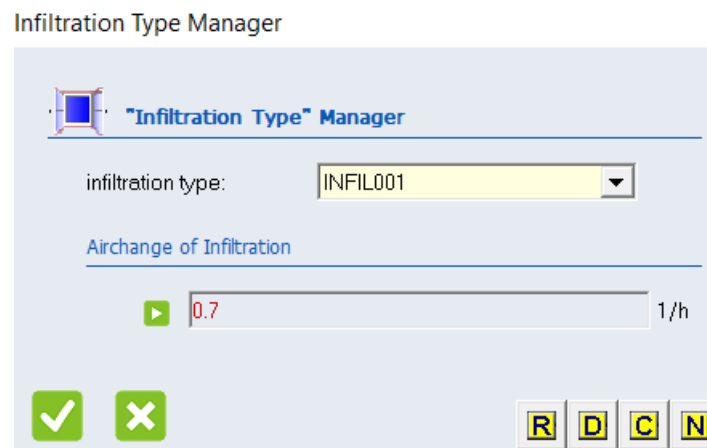 Infiltration Type Manager
"Infiltration Type" Manager
infiltration type: INFIL001
Airchange of Infiltration
0.7 1/h
R D C N